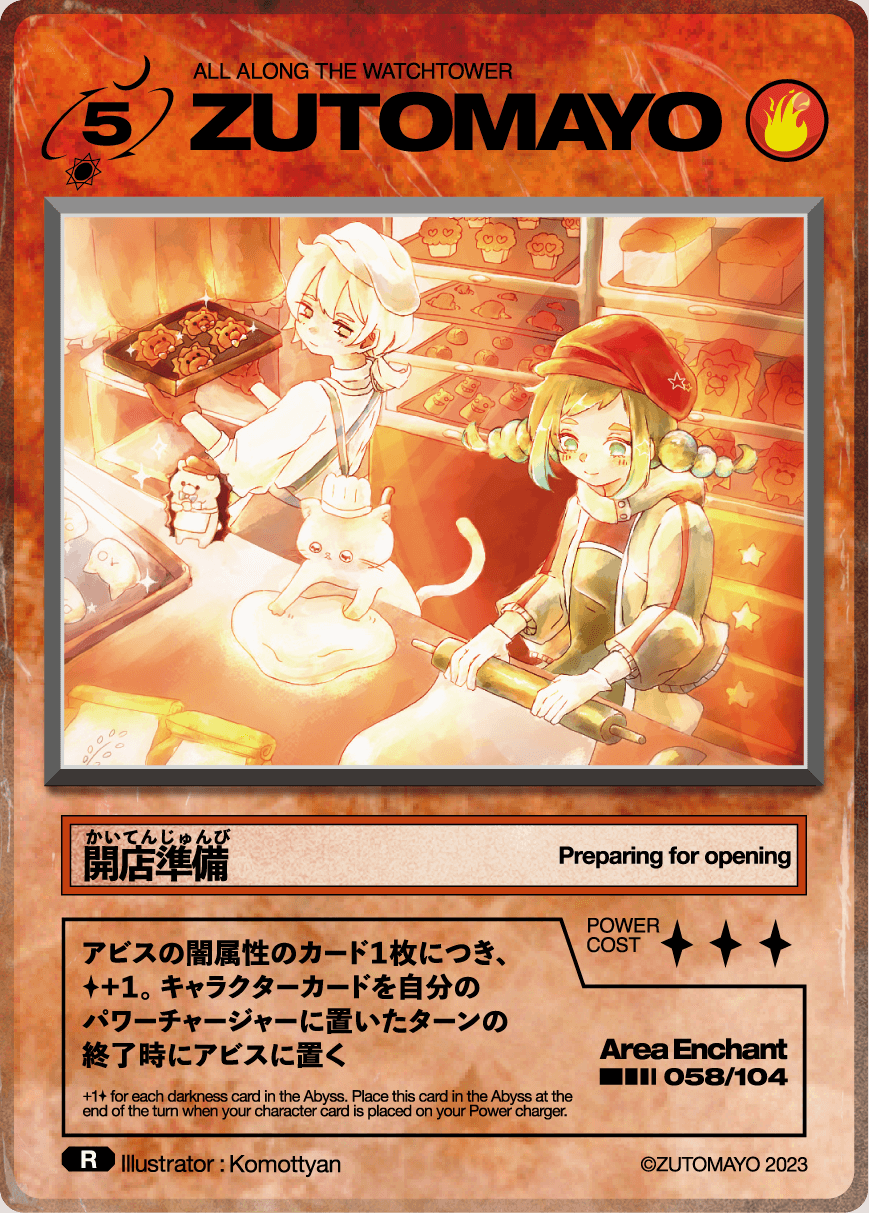 ALL ALONG THE WATCHTOWER
5
ZUTOMAYO
かいてんじゅんび
開店準備
Preparing for opening
POWER
COST
アビスの闇属性のカード1枚につき、
✦+1。キャラクターカードを自分の
パワーチャージャーに置いたターンの
終了時にアビスに置く
+1✦ for each darkness card in the Abyss. Place this card in the Abyss at the
end of the turn when your character card is placed on your Power charger.
Area Enchant
058/104
R
Illustrator : Komottyan
©ZUTOMAYO 2023